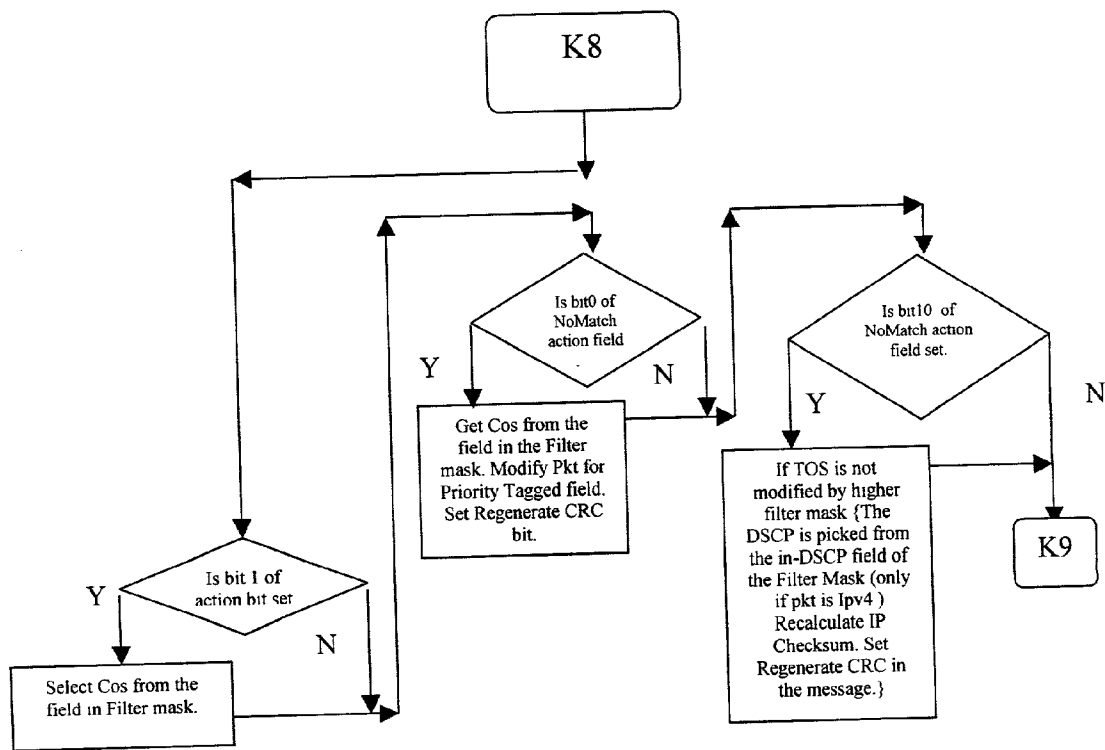 K8
Is bit0 of
NoMatch
action field
Y
N
Get Cos from the
field in the Filter
mask. Modify Pkt for
Priority Tagged field.
Set Regenerate CRC
bit.
Is bit10 of
NoMatch action
field set.
Y
N
If TOS is not
modified by higher
filter mask {The
DSCP is picked from
the in-DSCP field of
the Filter Mask (only
if pkt is Ipv4 )
Recalculate IP
Checksum. Set
Regenerate CRC in
the message.}
K9
Is bit 1 of
action bit set
Y
N
Select Cos from the
field in Filter mask.